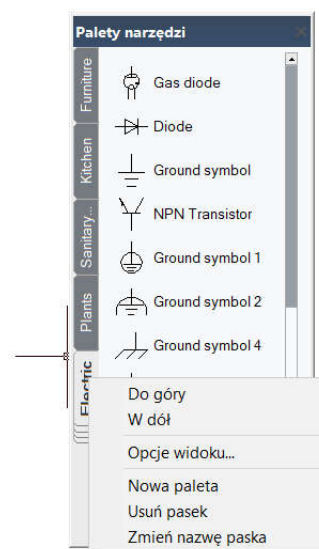 Palety narzędzi
Furniture
Kitchen
Sanitary...
Plants
Electric
Gas diode
Diode
Ground symbol
NPN Transistor
Ground symbol 1
Ground symbol 2
Ground symbol 4
Do góry
W dół
Opcje widoku...
Nowa paleta
Usuń pasek
Zmień nazwę paska